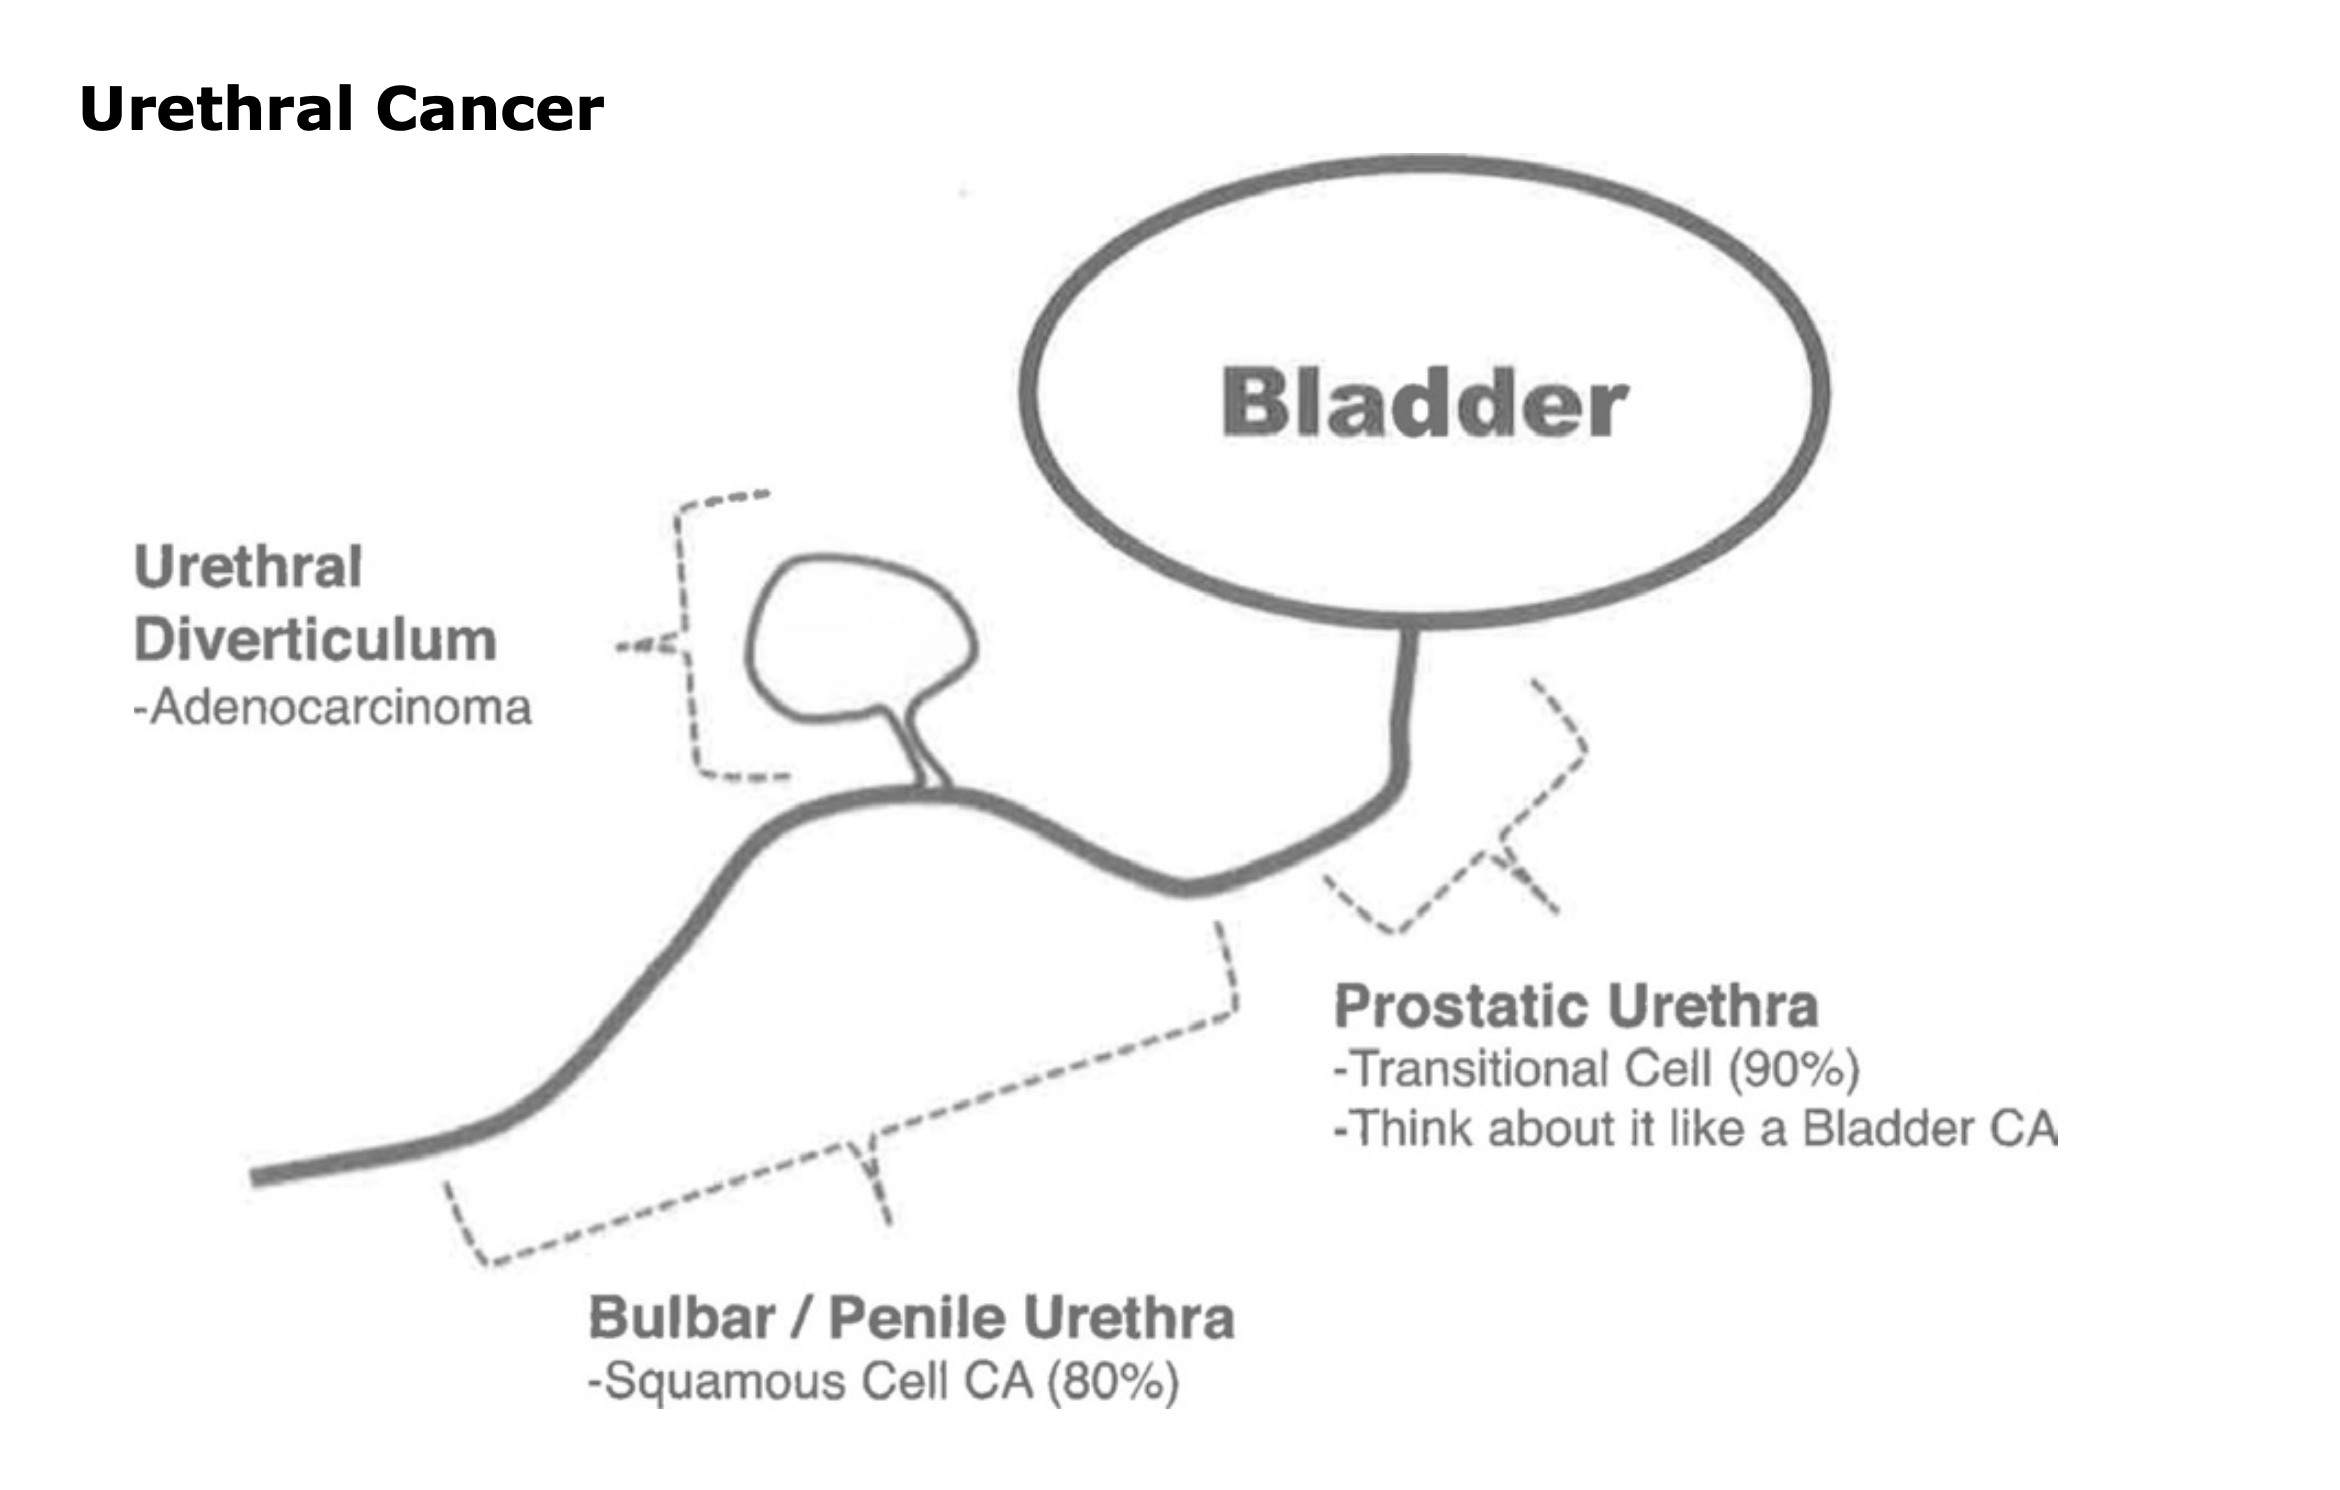 Urethral Cancer
Bladder
Urethral
Diverticulum
-Adenocarcinoma
Prostatic Urethra
-Transitional Cell (90%)
-Think about it like a Bladder CA
Bulbar / Penile Urethra
-Squamous Cell CA (80%)